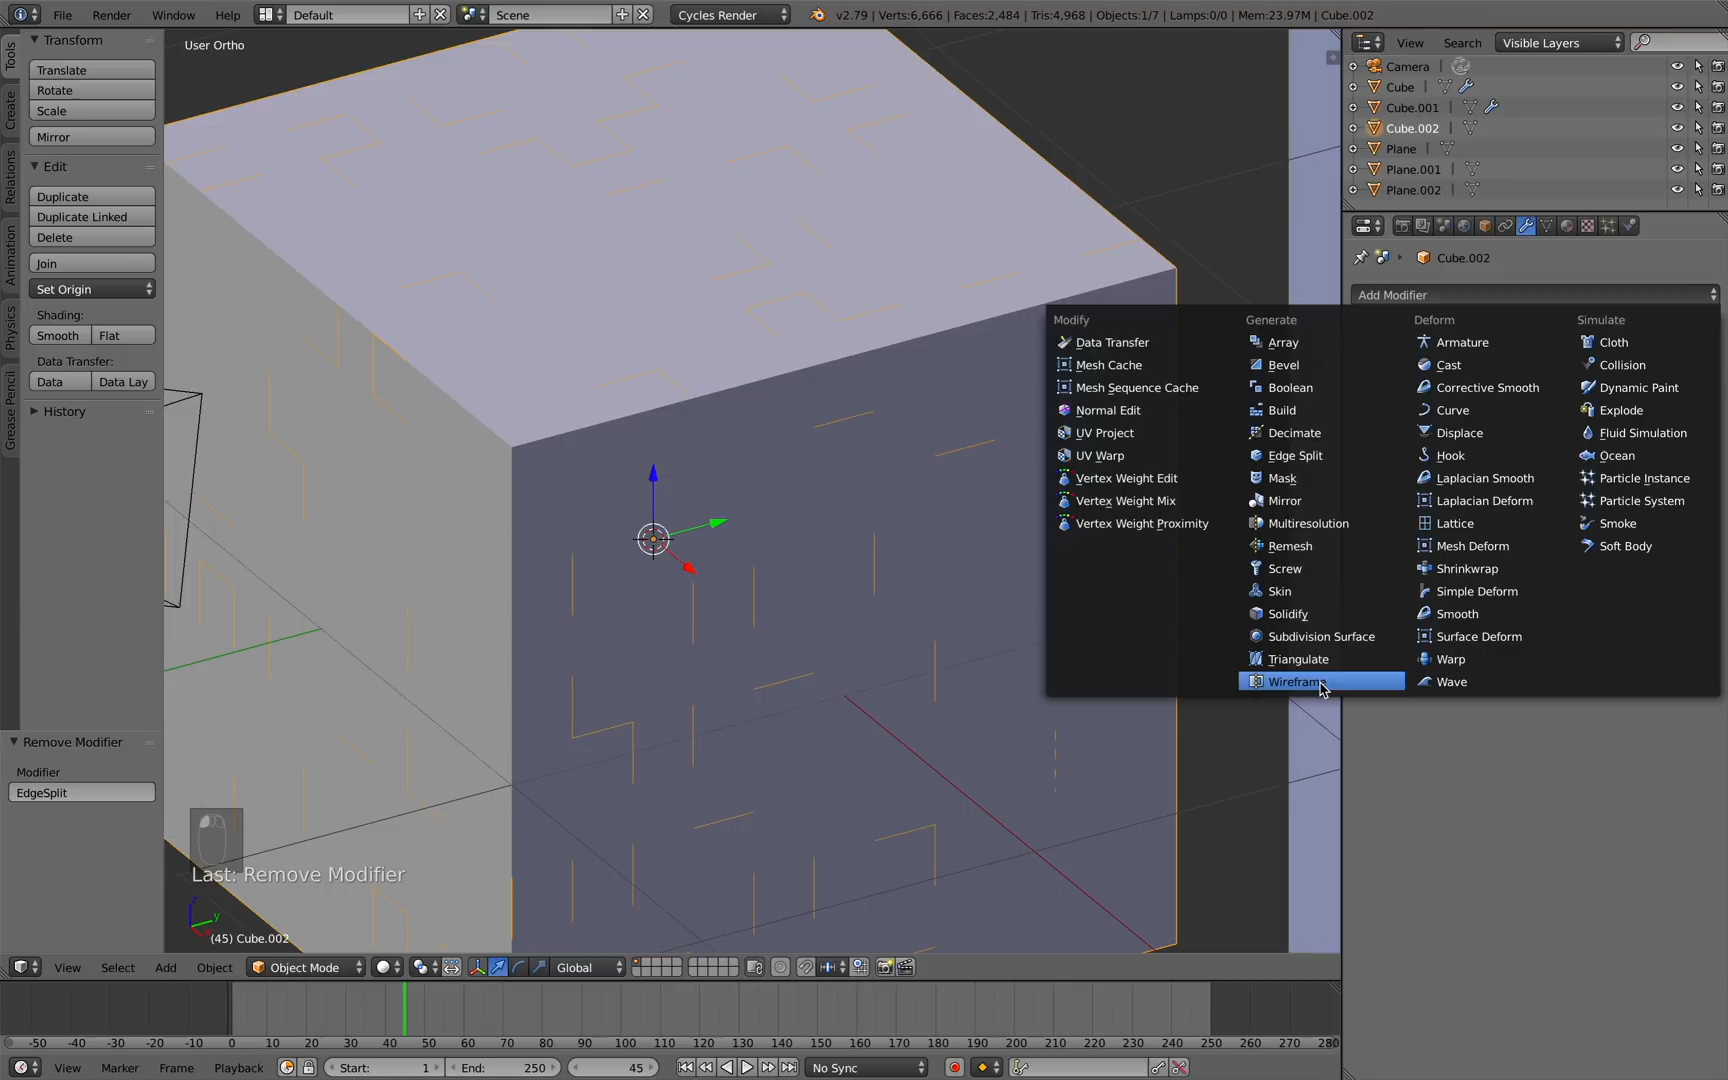 File Render Window Help Default Scene Cycles Render v2.79 | Verts:6,666 | Faces:2,484 | Tris:4,968 | Objects:1/7 | Lamps:0/0 | Mem:23.97M | Cube.002
Tools
Create
Relations
Animation
Physics
Grease Pencil
Transform
Translate
Rotate
Scale
Mirror
Edit
Duplicate
Duplicate Linked
Delete
Join
Set Origin
Shading:
Smooth Flat
Data Transfer:
Data Data Lay
History
Remove Modifier
Modifier
EdgeSplit
User Ortho
Last: Remove Modifier
z
y
(45) Cube.002
View Search Visible Layers
Camera
Cube
Cube.001
Cube.002
Plane
Plane.001
Plane.002
Cube.002
Add Modifier
Modify
Data Transfer
Mesh Cache
Mesh Sequence Cache
Normal Edit
UV Project
UV Warp
Vertex Weight Edit
Vertex Weight Mix
Vertex Weight Proximity
Generate
Array
Bevel
Boolean
Build
Decimate
Edge Split
Mask
Mirror
Multiresolution
Remesh
Screw
Skin
Solidify
Subdivision Surface
Triangulate
Wireframe
Deform
Armature
Cast
Corrective Smooth
Curve
Displace
Hook
Laplacian Smooth
Laplacian Deform
Lattice
Mesh Deform
Shrinkwrap
Simple Deform
Smooth
Surface Deform
Warp
Wave
Simulate
Cloth
Collision
Dynamic Paint
Explode
Fluid Simulation
Ocean
Particle Instance
Particle System
Smoke
Soft Body
View Select Add Object Object Mode Global
-50 -40 -30 -20 -10 0 10 20 30 40 50 60 70 80 90 100 110 120 130 140 150 160 170 180 190 200 210 220 230 240 250 260 270 280
View Marker Frame Playback Start: 1 End: 250 45 No Sync